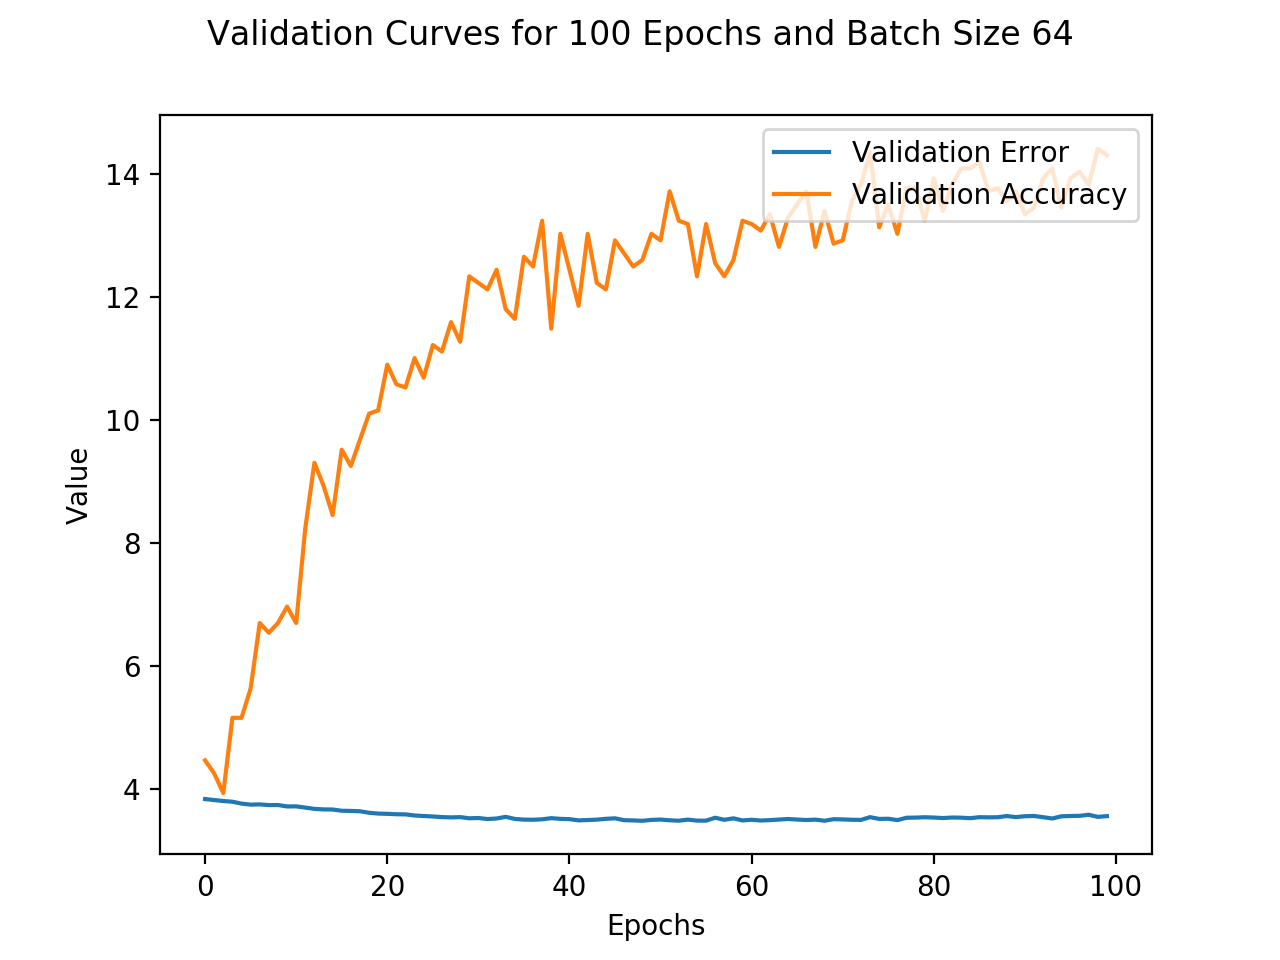 Validation Curves for 100 Epochs and Batch Size 64
Validation Error
Validation Accuracy
14
12
10
8
6
4
Value
0 20 40 60 80 100
Epochs